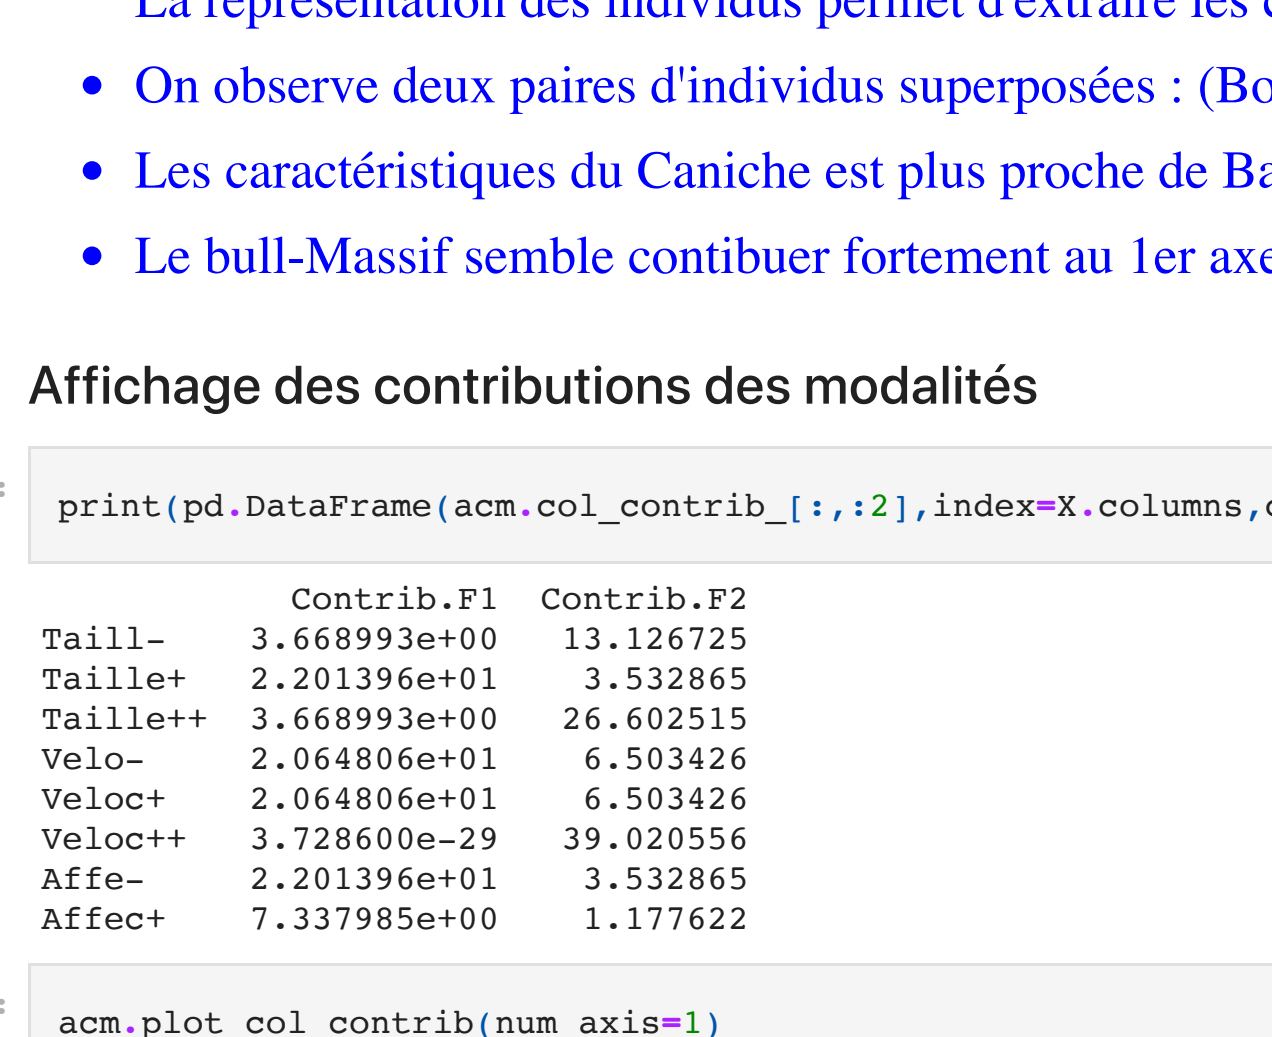 La représentation des individus permet d'extraire les
• On observe deux paires d'individus superposées : (Bo
• Les caractéristiques du Caniche est plus proche de Ba
• Le bull-Massif semble contibuer fortement au 1er axe
Affichage des contributions des modalités
print(pd.DataFrame(acm.col_contrib_[:,:2],index=X.columns,
Contrib.F1 Contrib.F2
Taill- 3.668993e+00 13.126725
Taille+ 2.201396e+01 3.532865
Taille++ 3.668993e+00 26.602515
Velo- 2.064806e+01 6.503426
Veloc+ 2.064806e+01 6.503426
Veloc++ 3.728600e-29 39.020556
Affe- 2.201396e+01 3.532865
Affec+ 7.337985e+00 1.177622
acm.plot_col_contrib(num_axis=1)